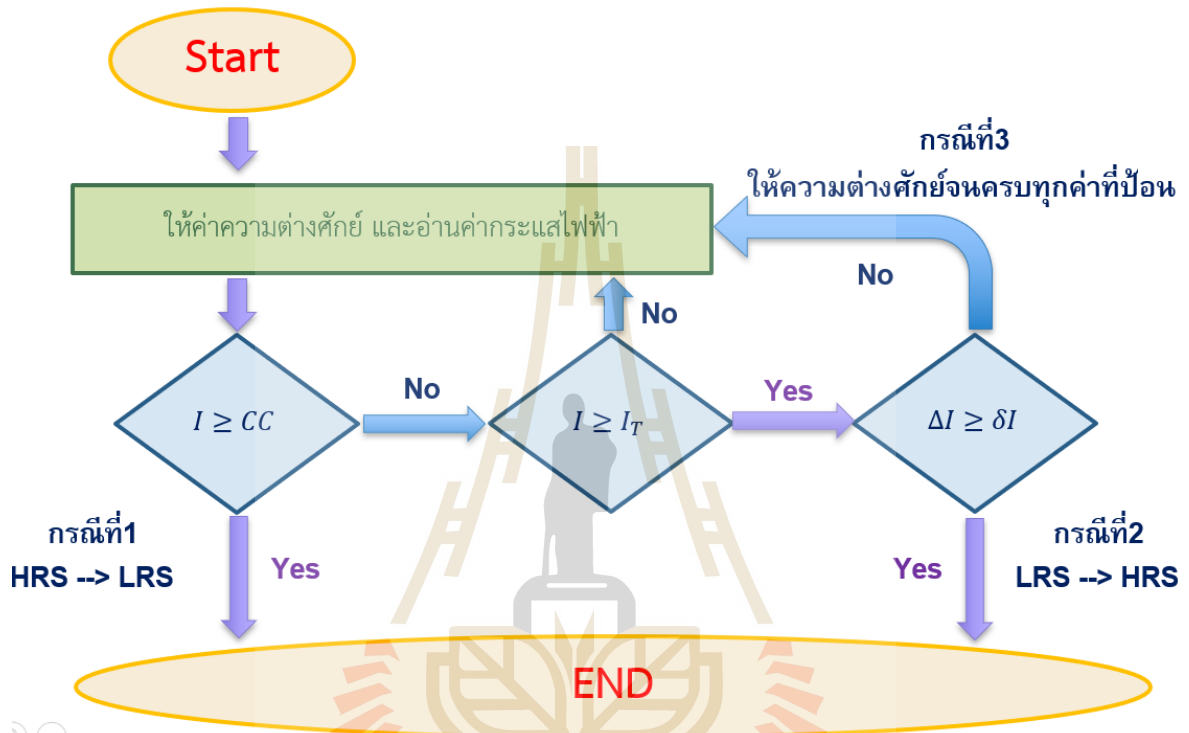 Start
กรณีที่3
ให้ความต่างศักย์จนครบทุกค่าที่ป้อน
ให้ค่าความต่างศักย์ และอ่านค่ากระแสไฟฟ้า
No
No
No
Yes
I ≥ CC
I ≥ I_T
ΔI ≥ δI
กรณีที่1
HRS --> LRS
Yes
Yes
กรณีที่2
LRS --> HRS
END